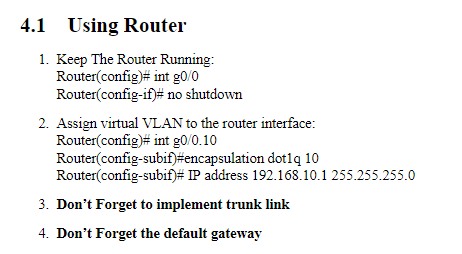 4.1 Using Router
1. Keep The Router Running:
Router(config)# int g0/0
Router(config-if)# no shutdown
2. Assign virtual VLAN to the router interface:
Router(config)# int g0/0.10
Router(config-subif)#encapsulation dot1q 10
Router(config-subif)# IP address 192.168.10.1 255.255.255.0
3. Don't Forget to implement trunk link
4. Don't Forget the default gateway